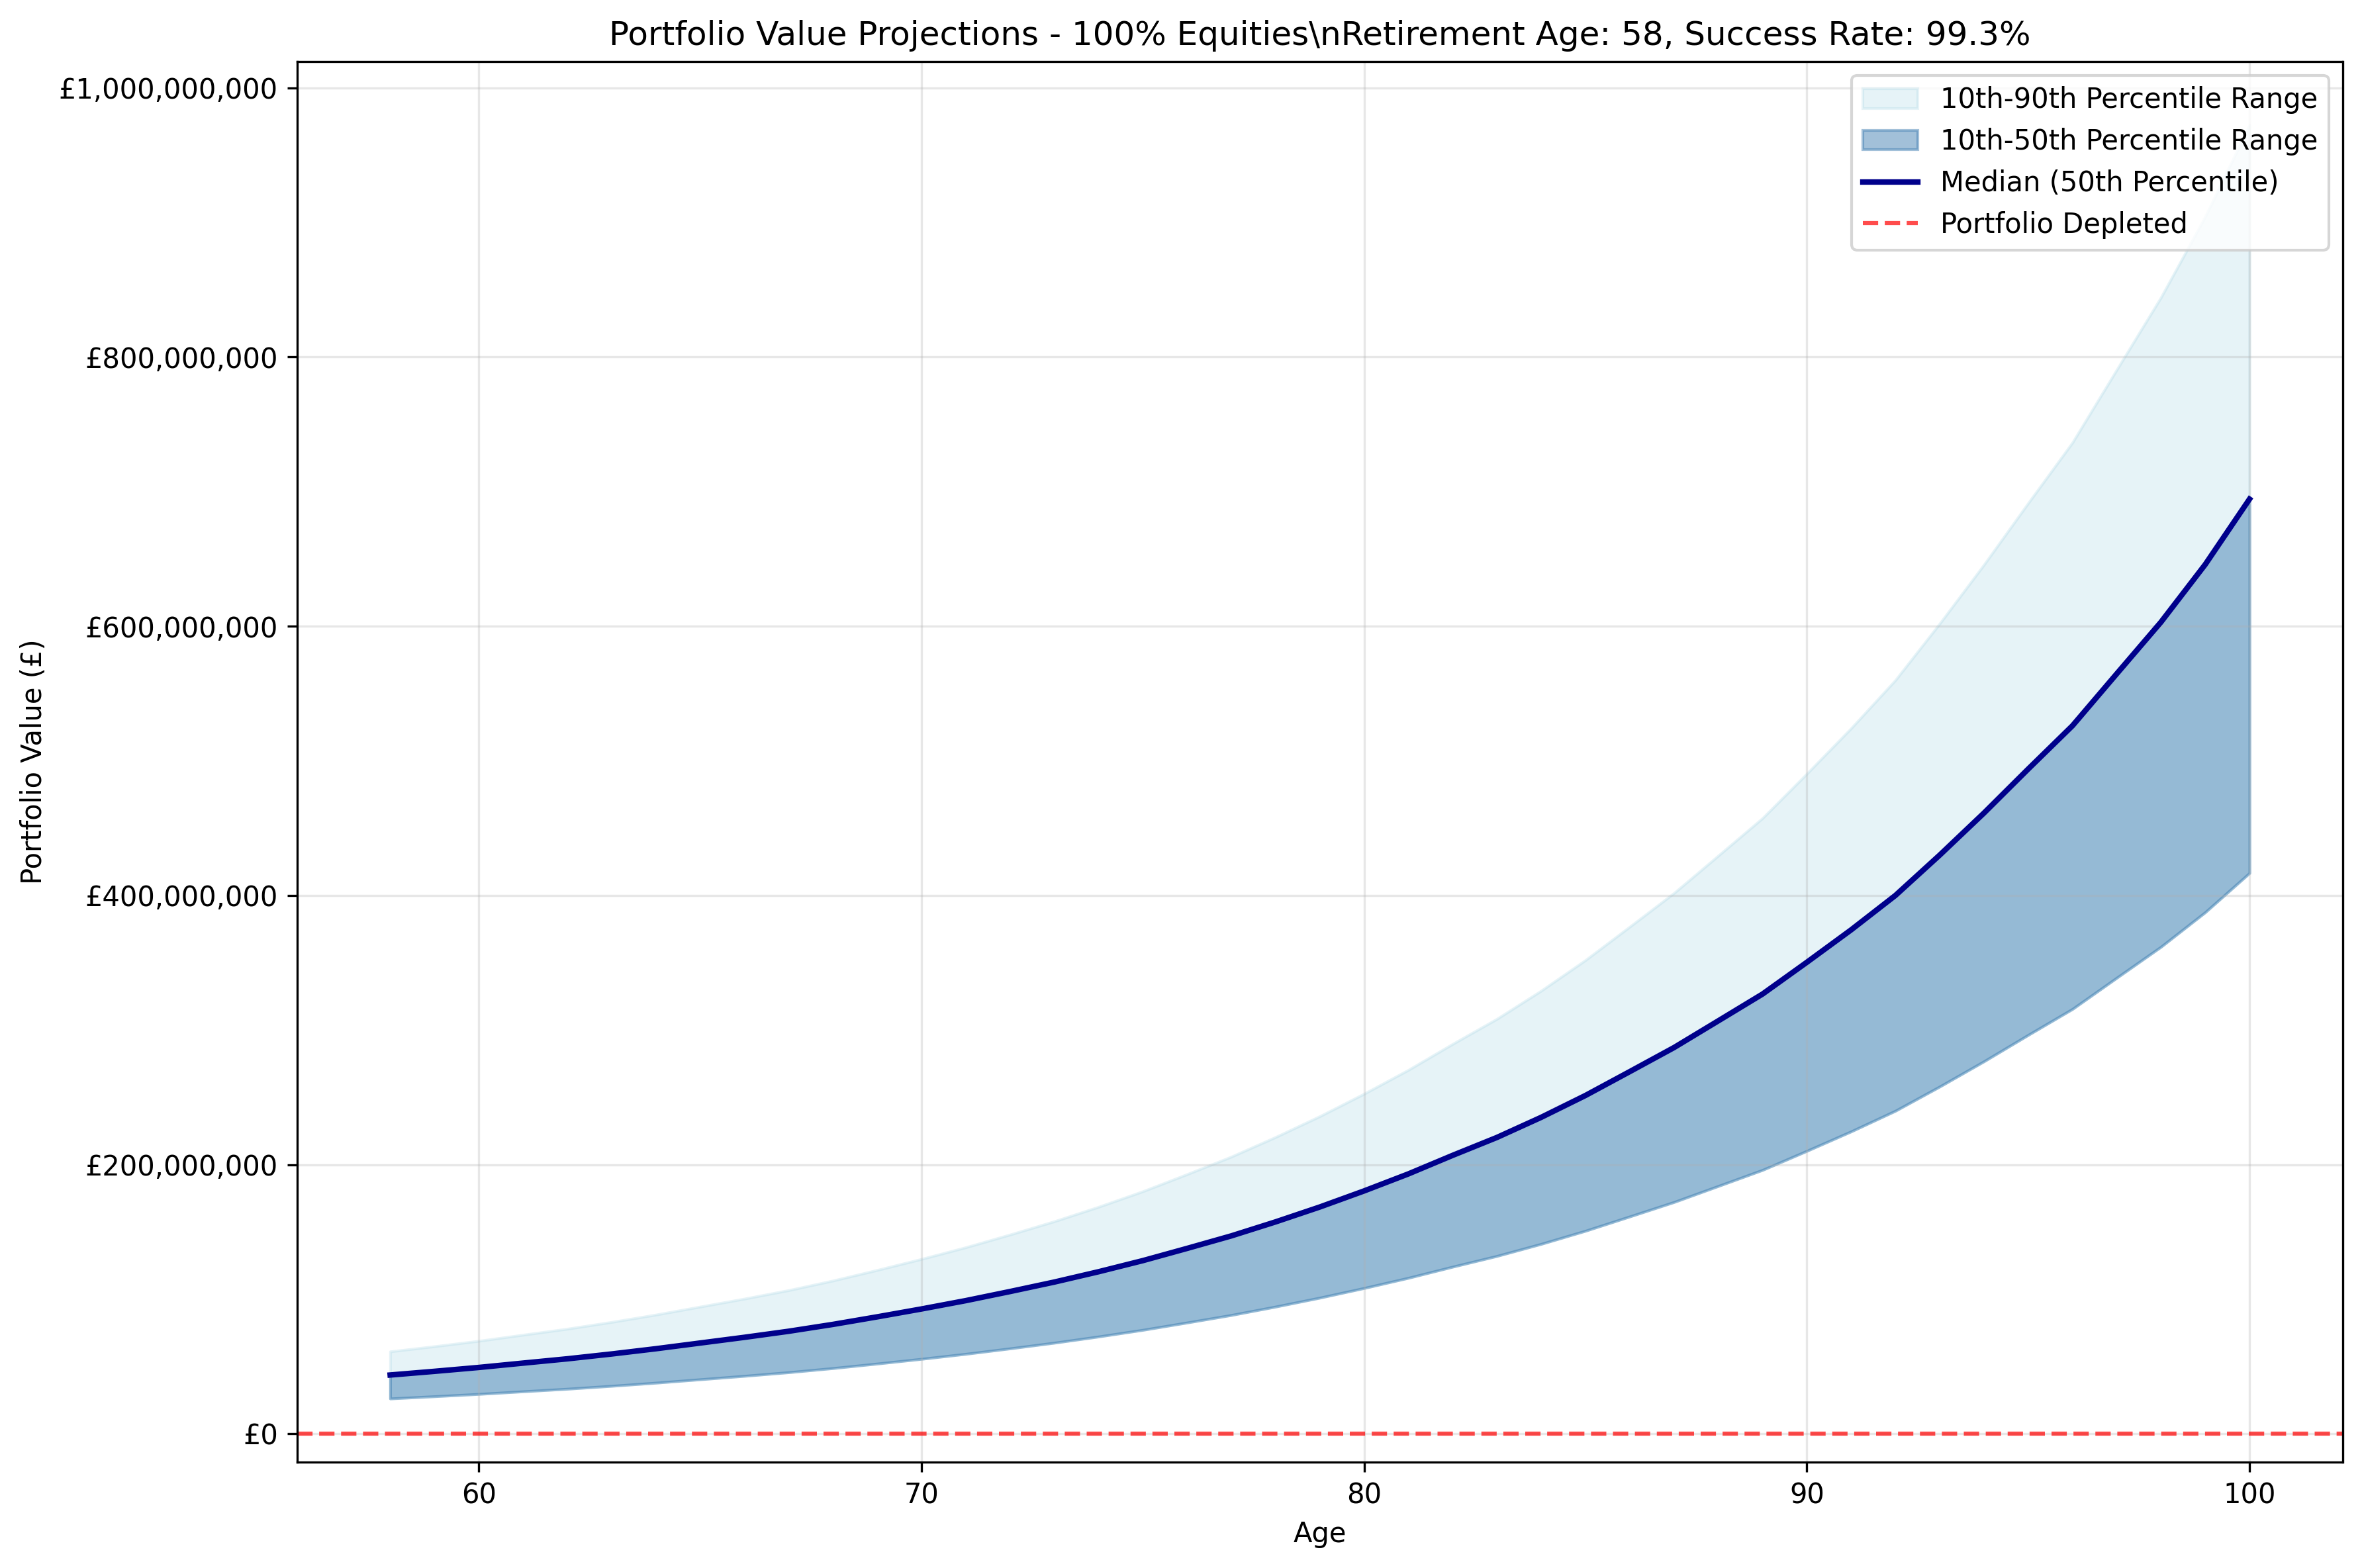 Portfolio Value Projections - 100% Equities\nRetirement Age: 58, Success Rate: 99.3%
£1,000,000,000
£800,000,000
£600,000,000
£400,000,000
£200,000,000
£0
Portfolio Value (£)
10th-90th Percentile Range
10th-50th Percentile Range
Median (50th Percentile)
Portfolio Depleted
60
70
80
90
100
Age